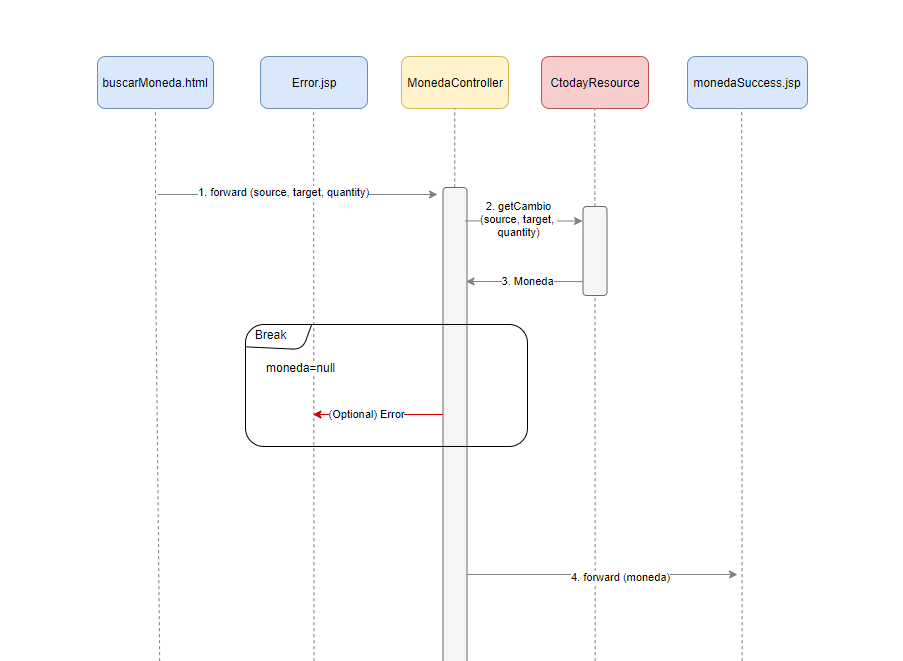 buscarMoneda.html
Error.jsp
MonedaController
CtodayResource
monedaSuccess.jsp
1. forward (source, target, quantity)
2. getCambio
(source, target,
quantity)
3. Moneda
Break
moneda=null
(Optional) Error
4. forward (moneda)